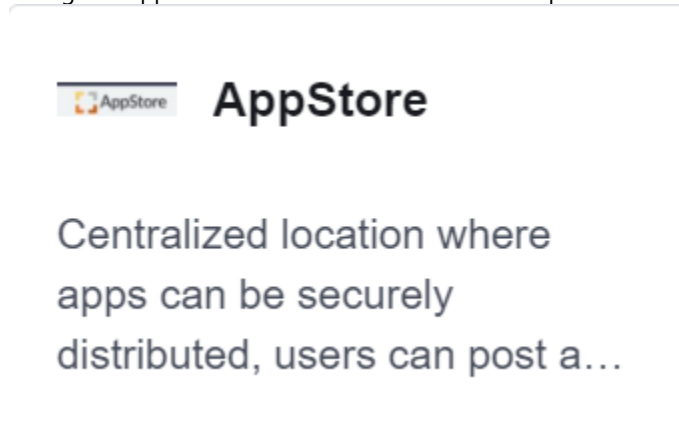 AppStore
AppStore
Centralized location where
apps can be securely
distributed, users can post a…